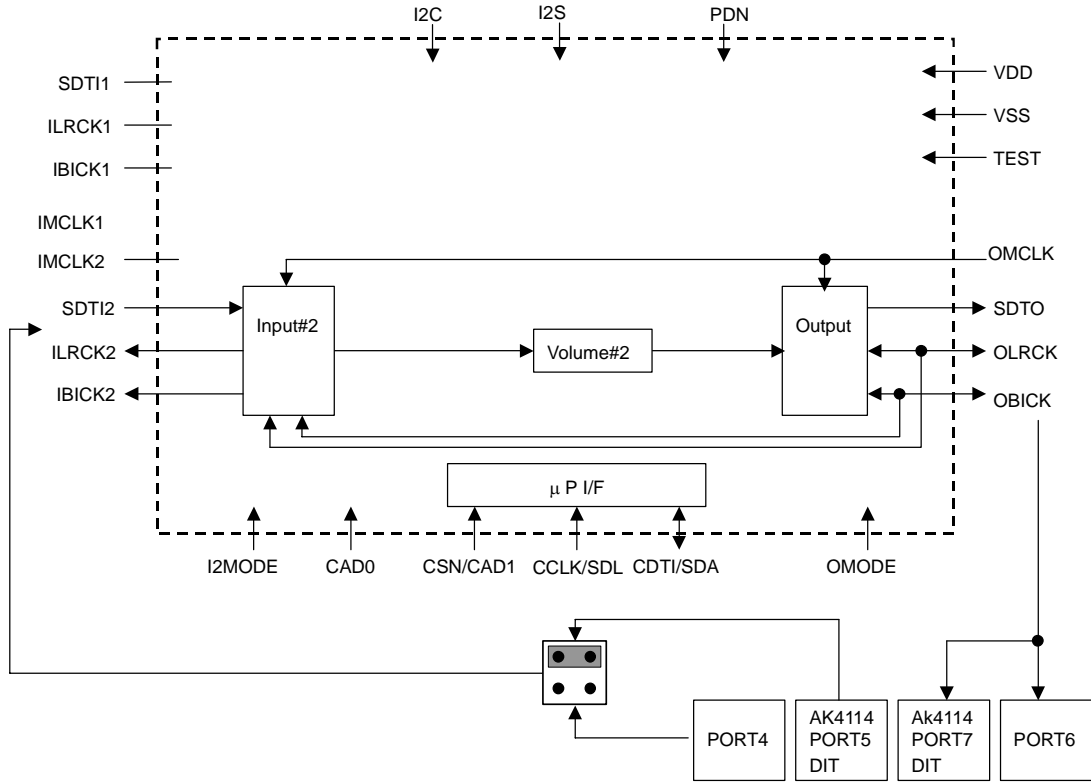 I2C
I2S
PDN
SDTI1
ILRCK1
IBICK1
IMCLK1
IMCLK2
SDTI2
ILRCK2
IBICK2
VDD
VSS
TEST
OMCLK
SDTO
OLRCK
OBICK
Input#2
Volume#2
Output
μ P I/F
I2MODE
CAD0
CSN/CAD1
CCLK/SDL
CDTI/SDA
OMODE
PORT4
AK4114
PORT5
DIT
Ak4114
PORT7
DIT
PORT6